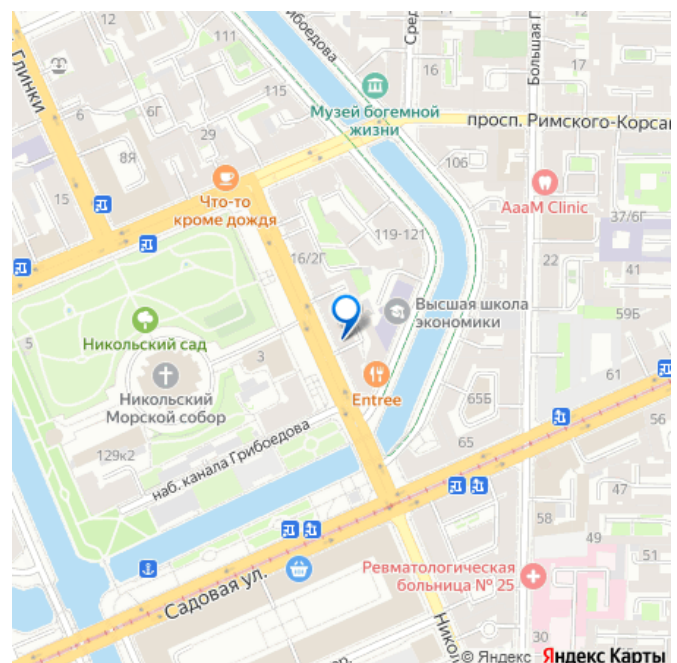 Глинки
Грибоедова
Сред
Большая П
16
17
115
6
6Г
29
Музей богемной
жизни
просп. Римского-Корса
8Я
106
15
Что-то
кроме дождя
AaaM Clinic
37/6Г
119-121
16/2Г
22
41
Высшая школа
экономики
59Б
5
Никольский сад
3
61
Никольский
Морской собор
Entree
65Б
56
наб. канала Грибоедова
65
129к2
47
58
49
51
Ревматологическая
больница № 25
Садовая ул.
30
Никол
ор.
© Яндекс Яндекс Карты